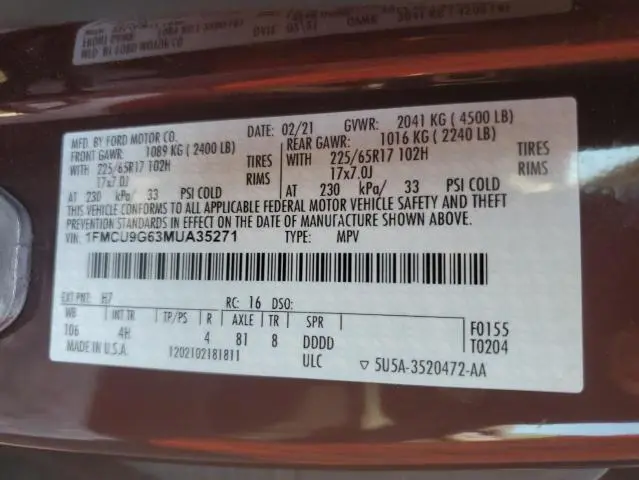 MFD. BY FORD MOTOR CO.
DATE: 02/21 GVWR: 2041 KG ( 4500 LB)
FRONT GAWR: 1089 KG ( 2400 LB)
REAR GAWR: 1016 KG ( 2240 LB)
WITH 225/65R17 102H TIRES
WITH 225/65R17 102H TIRES
17x7.0J RIMS
17x7.0J RIMS
AT 230 kPa/ 33 PSI COLD
AT 230 kPa/ 33 PSI COLD
THIS VEHICLE CONFORMS TO ALL APPLICABLE FEDERAL MOTOR VEHICLE SAFETY AND THEFT
PREVENTION STANDARDS IN EFFECT ON THE DATE OF MANUFACTURE SHOWN ABOVE.
VIN: 1FMCU9G63MUA35271 TYPE: MPV
EXT PNT: H7 RC: 16 DSO:
WB INT TR TP/PS R AXLE TR SPR
F0155
106 4H 4 81 8 DDDD
T0204
MADE IN U.S.A. 1202102181811 ULC
5U5A-3520472-AA